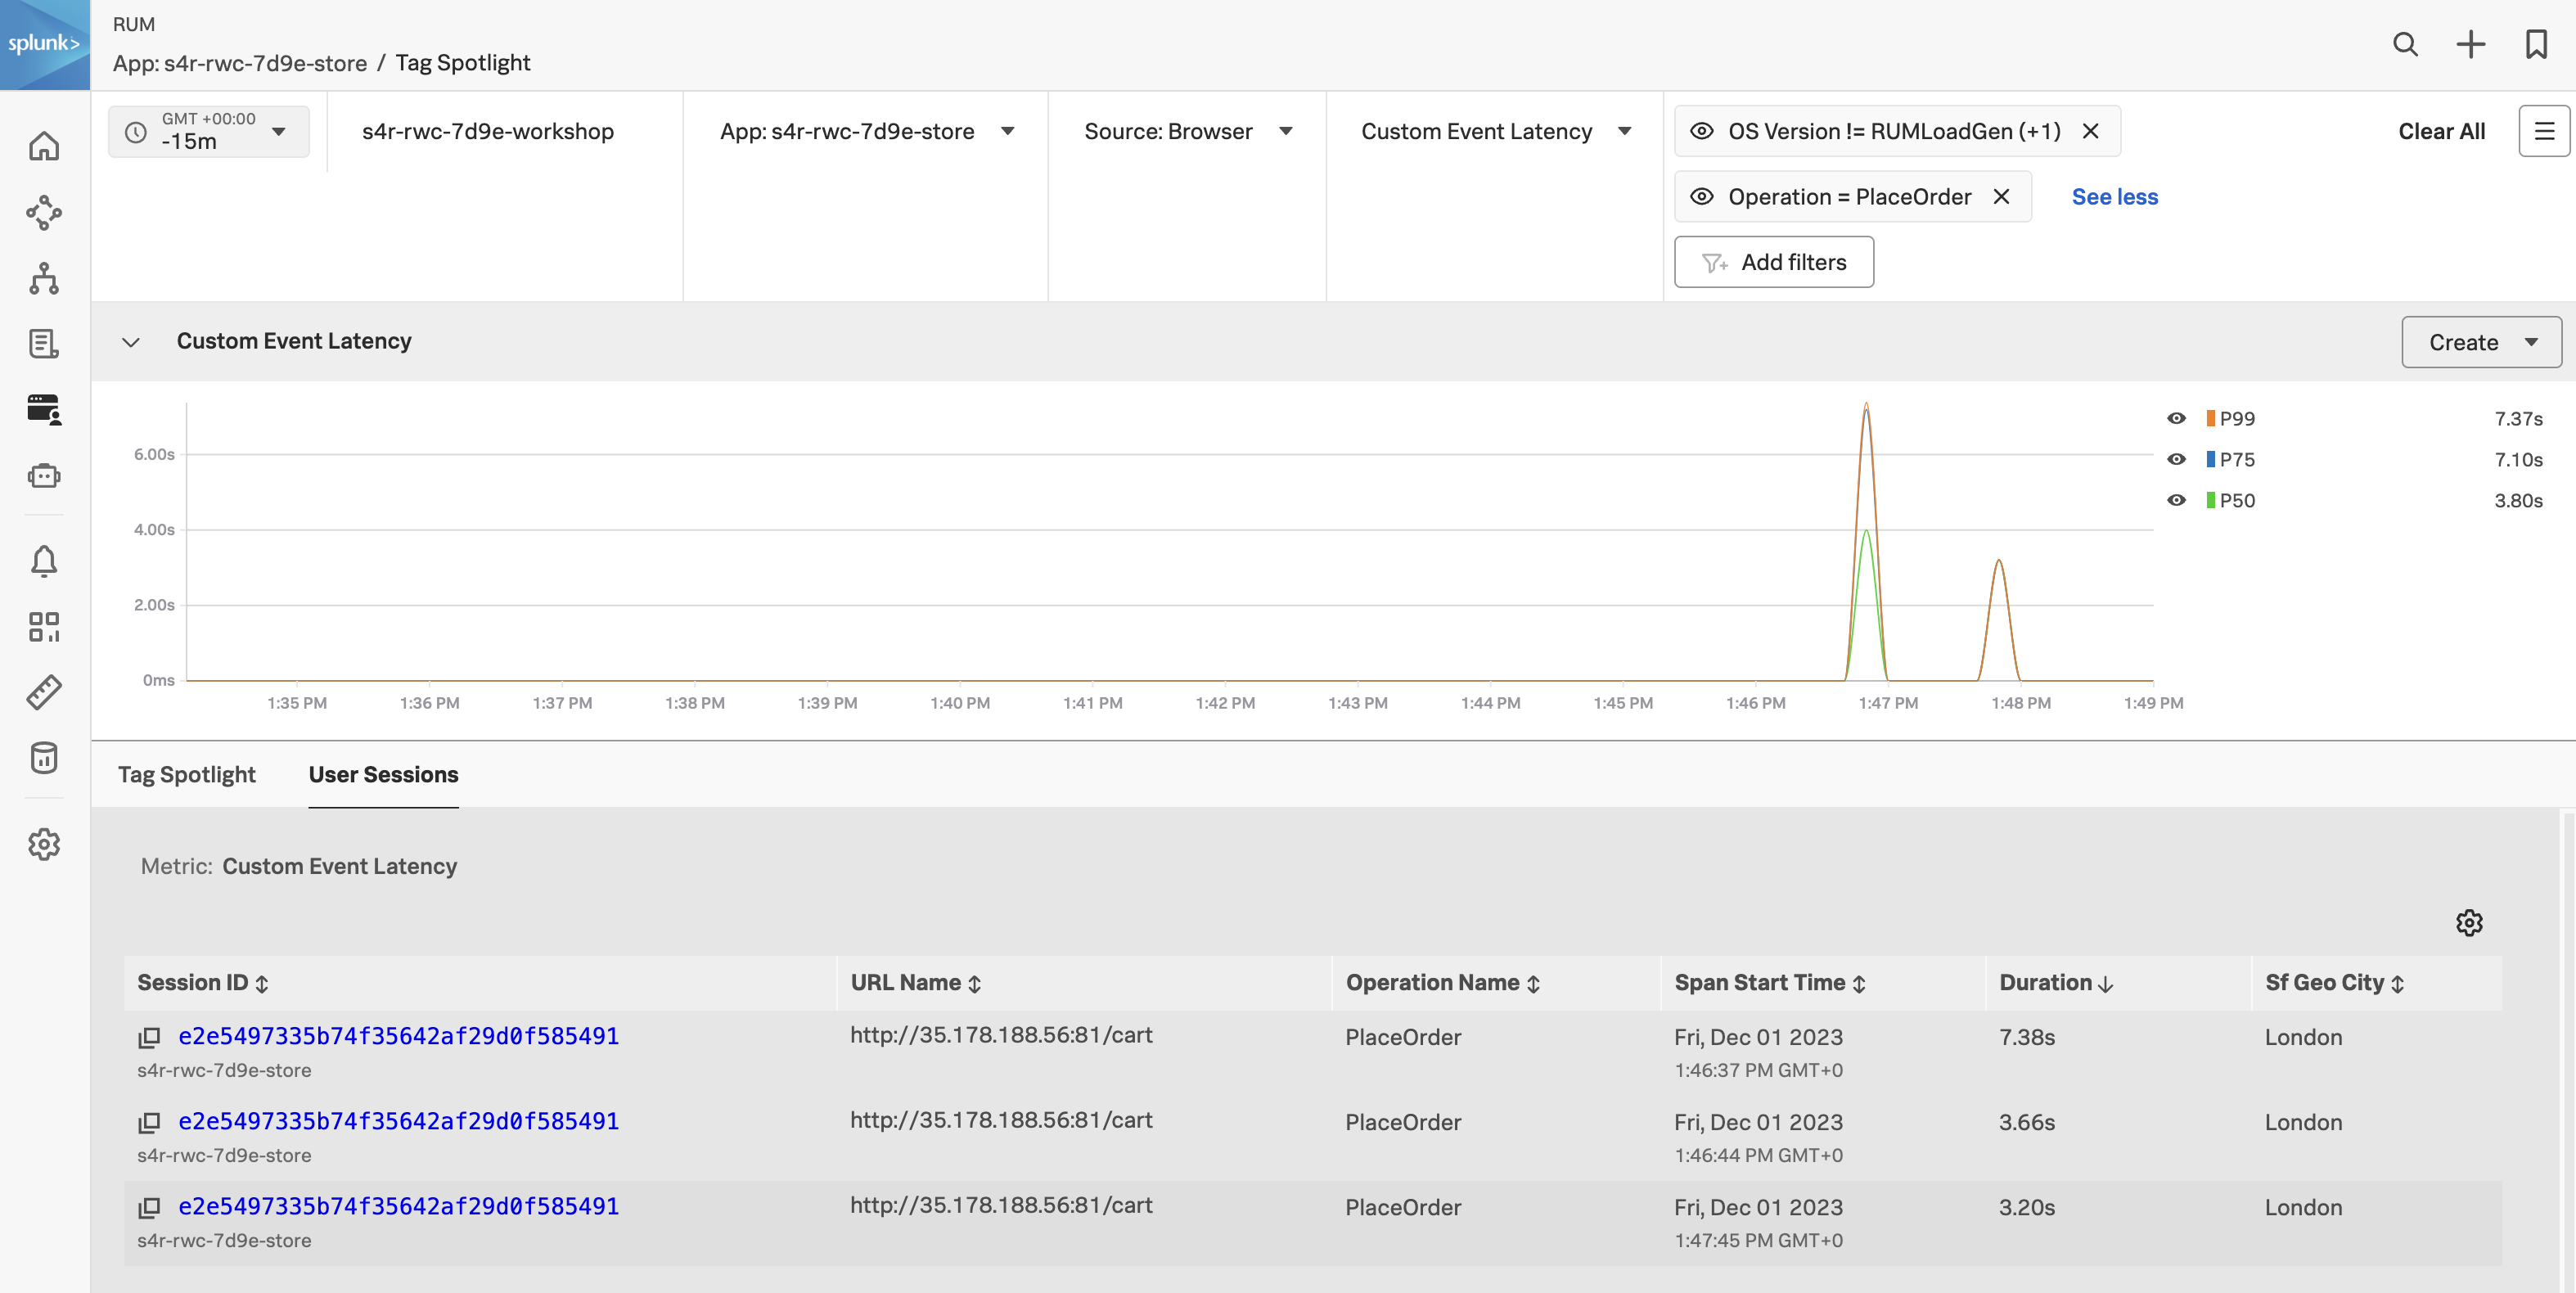 splunk>
RUM
App: s4r-rwc-7d9e-store / Tag Spotlight
GMT +00:00
-15m
s4r-rwc-7d9e-workshop
App: s4r-rwc-7d9e-store
Source: Browser
Custom Event Latency
OS Version != RUMLoadGen (+1)
Clear All
Operation = PlaceOrder
See less
Add filters
Custom Event Latency
Create
6.00s
4.00s
2.00s
0ms
1:35 PM 1:36 PM 1:37 PM 1:38 PM 1:39 PM 1:40 PM 1:41 PM 1:42 PM 1:43 PM 1:44 PM 1:45 PM 1:46 PM 1:47 PM 1:48 PM 1:49 PM
P99 7.37s
P75 7.10s
P50 3.80s
Tag Spotlight User Sessions
Metric: Custom Event Latency
Session ID URL Name Operation Name Span Start Time Duration Sf Geo City
e2e5497335b74f35642af29d0f585491 http://35.178.188.56:81/cart PlaceOrder Fri, Dec 01 2023 7.38s London
s4r-rwc-7d9e-store 1:46:37 PM GMT+0
e2e5497335b74f35642af29d0f585491 http://35.178.188.56:81/cart PlaceOrder Fri, Dec 01 2023 3.66s London
s4r-rwc-7d9e-store 1:46:44 PM GMT+0
e2e5497335b74f35642af29d0f585491 http://35.178.188.56:81/cart PlaceOrder Fri, Dec 01 2023 3.20s London
s4r-rwc-7d9e-store 1:47:45 PM GMT+0